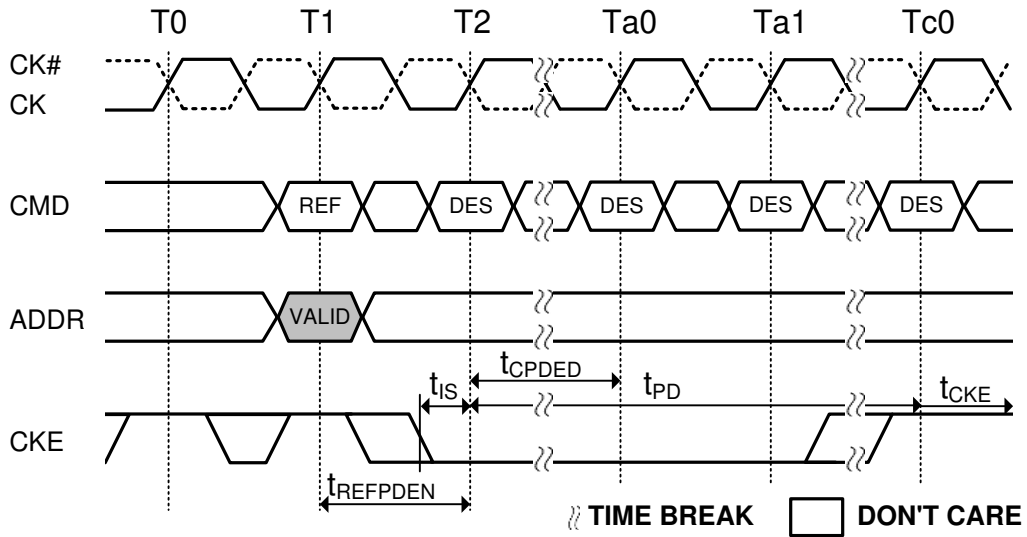 T0 T1 T2 Ta0 Ta1 Tc0
CK#
CK
CMD REF DES DES DES DES
ADDR VALID
tCPDED
tIS tPD tCKE
CKE
tREFPDEN
TIME BREAK DON'T CARE